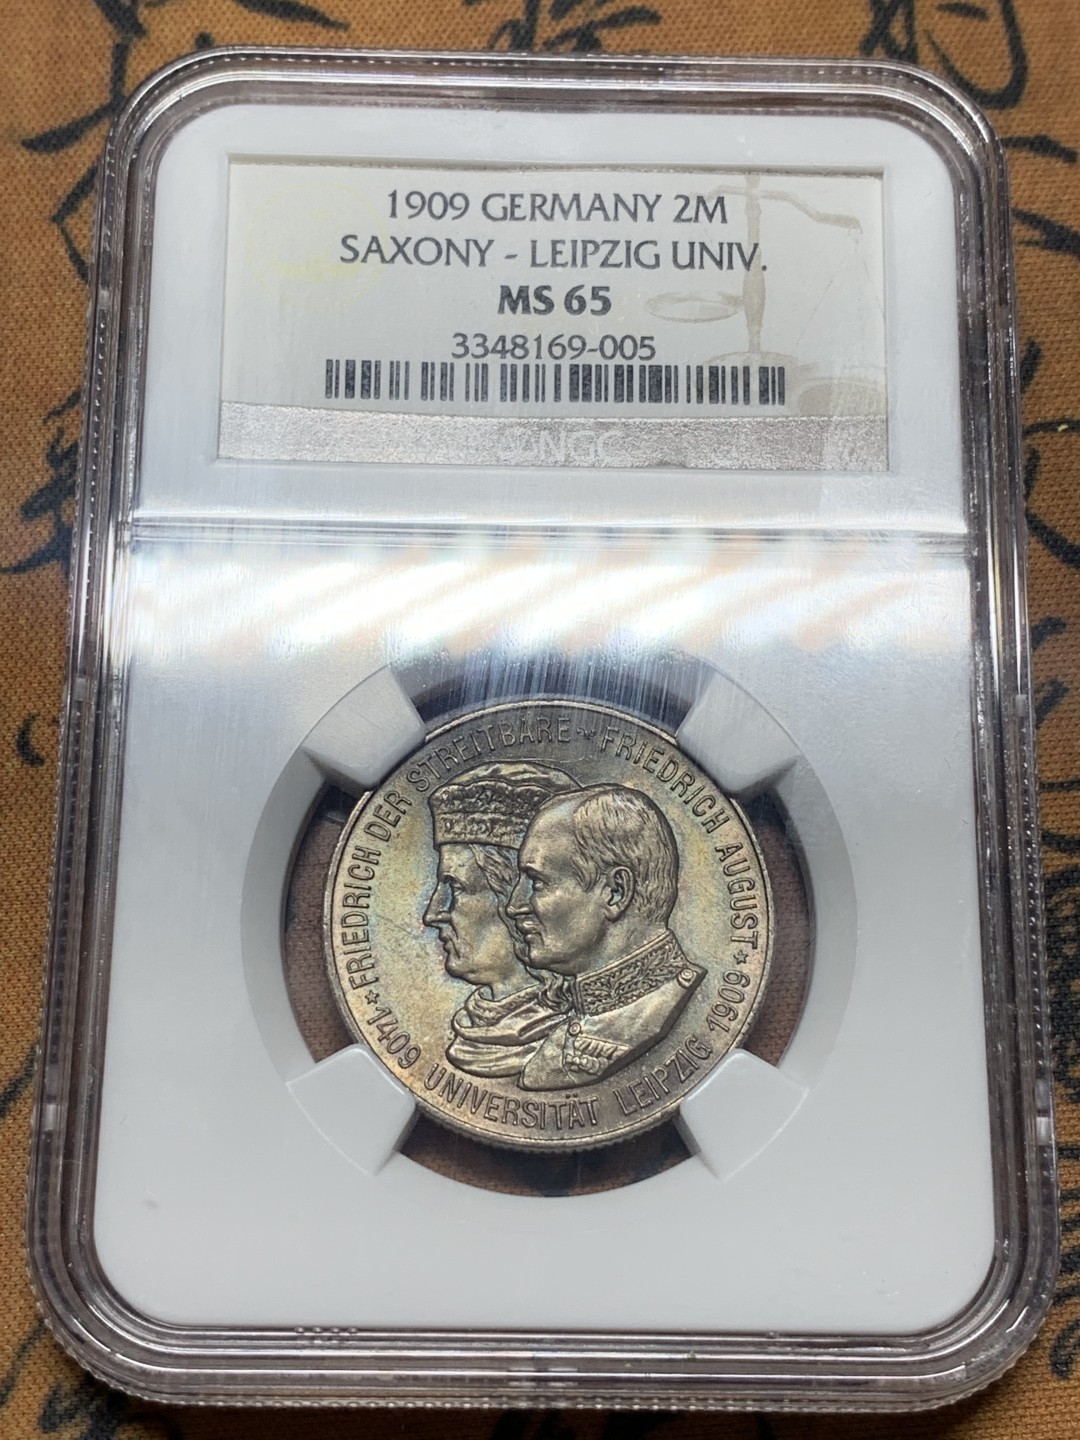 1909 GERMANY 2M
SAXONY - LEIPZIG UNIV.
MS 65
3348169-005
NGC
FRIEDRICH DER STREITBARE ~ FRIEDRICH AUGUST
* 1409 UNIVERSITÄT LEIPZIG 1909 *